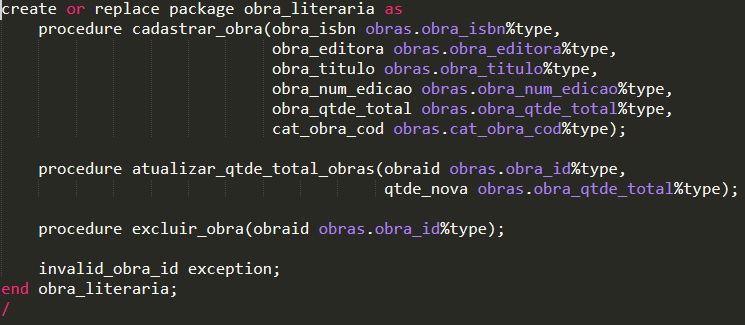 create or replace package obra_literaria as
    procedure cadastrar_obra(obra_isbn obras.obra_isbn%type,
                             obra_editora obras.obra_editora%type,
                             obra_titulo obras.obra_titulo%type,
                             obra_num_edicao obras.obra_num_edicao%type,
                             obra_qtde_total obras.obra_qtde_total%type,
                             cat_obra_cod obras.cat_obra_cod%type);
    procedure atualizar_qtde_total_obras(obraid obras.obra_id%type,
                                         qtde_nova obras.obra_qtde_total%type);
    procedure excluir_obra(obraid obras.obra_id%type);
    invalid_obra_id exception;
end obra_literaria;
/